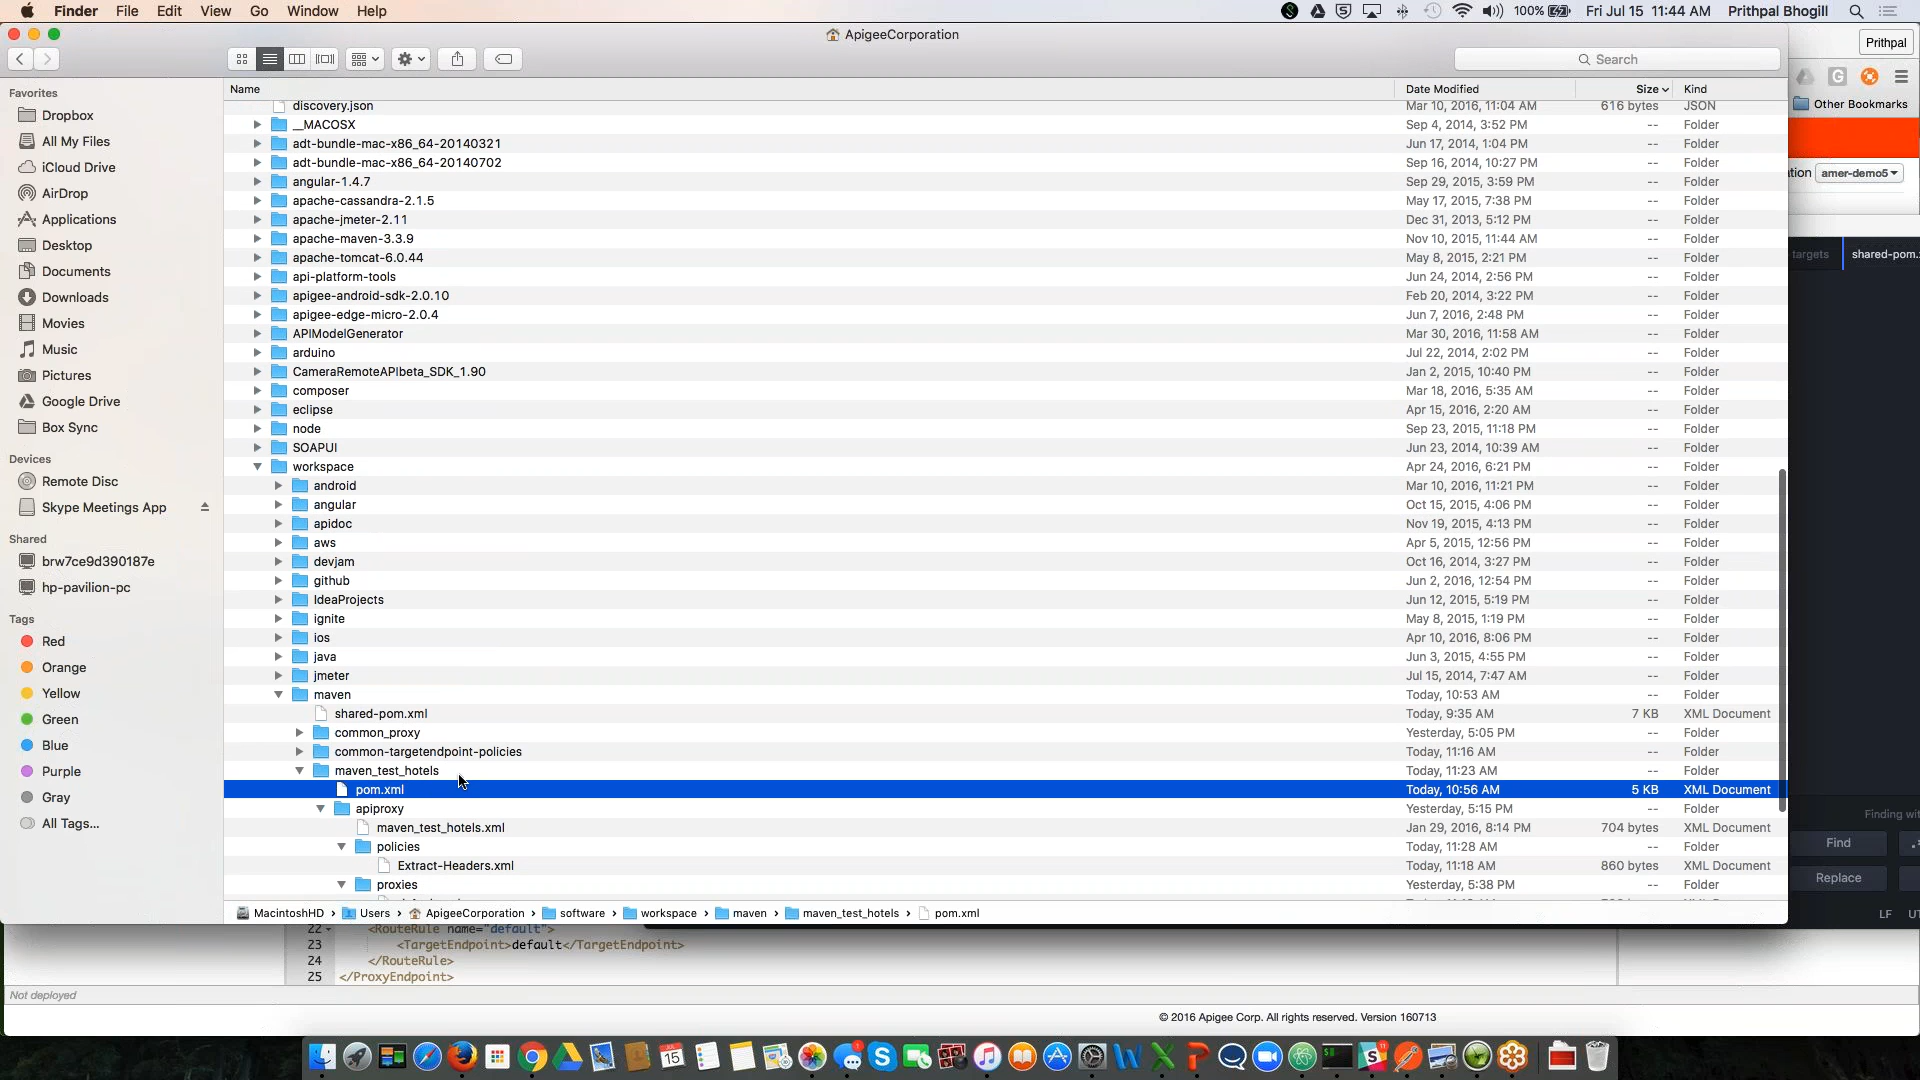 Finder File Edit View Go Window Help
100% Fri Jul 15 11:44 AM Prithpal Bhogill
ApigeeCorporation
Prithpal
Search
Other Bookmarks
amer-demo5
targets
shared-pom.
Favorites
Dropbox
All My Files
iCloud Drive
AirDrop
Applications
Desktop
Documents
Downloads
Movies
Music
Pictures
Google Drive
Box Sync
Devices
Remote Disc
Skype Meetings App
Shared
brw7ce9d390187e
hp-pavilion-pc
Tags
Red
Orange
Yellow
Green
Blue
Purple
Gray
All Tags...
Name Date Modified Size Kind
discovery.json Mar 10, 2016, 11:04 AM 616 bytes JSON
__MACOSX Sep 4, 2014, 3:52 PM -- Folder
adt-bundle-mac-x86_64-20140321 Jun 17, 2014, 1:04 PM -- Folder
adt-bundle-mac-x86_64-20140702 Sep 16, 2014, 10:27 PM -- Folder
angular-1.4.7 Sep 29, 2015, 3:59 PM -- Folder
apache-cassandra-2.1.5 May 17, 2015, 7:38 PM -- Folder
apache-jmeter-2.11 Dec 31, 2013, 5:12 PM -- Folder
apache-maven-3.3.9 Nov 10, 2015, 11:44 AM -- Folder
apache-tomcat-6.0.44 May 8, 2015, 2:21 PM -- Folder
api-platform-tools Jun 24, 2014, 2:56 PM -- Folder
apigee-android-sdk-2.0.10 Feb 20, 2014, 3:22 PM -- Folder
apigee-edge-micro-2.0.4 Jun 7, 2016, 2:48 PM -- Folder
APIModelGenerator Mar 30, 2016, 11:58 AM -- Folder
arduino Jul 22, 2014, 2:02 PM -- Folder
CameraRemoteAPIbeta_SDK_1.90 Jan 2, 2015, 10:40 PM -- Folder
composer Mar 18, 2016, 5:35 AM -- Folder
eclipse Apr 15, 2016, 2:20 AM -- Folder
node Sep 23, 2015, 11:18 PM -- Folder
SOAPUI Jun 23, 2014, 10:39 AM -- Folder
workspace Apr 24, 2016, 6:21 PM -- Folder
android Mar 10, 2016, 11:21 PM -- Folder
angular Oct 15, 2015, 4:06 PM -- Folder
apidoc Nov 19, 2015, 4:13 PM -- Folder
aws Apr 5, 2015, 12:56 PM -- Folder
devjam Oct 16, 2014, 3:27 PM -- Folder
github Jun 2, 2016, 12:54 PM -- Folder
IdeaProjects Jun 12, 2015, 5:19 PM -- Folder
ignite May 8, 2015, 1:19 PM -- Folder
ios Apr 10, 2016, 8:06 PM -- Folder
java Jun 3, 2015, 4:55 PM -- Folder
jmeter Jul 15, 2014, 7:47 AM -- Folder
maven Today, 10:53 AM -- Folder
shared-pom.xml Today, 9:35 AM 7 KB XML Document
common_proxy Yesterday, 5:05 PM -- Folder
common-targetendpoint-policies Today, 11:16 AM -- Folder
maven_test_hotels Today, 11:23 AM -- Folder
pom.xml Today, 10:56 AM 5 KB XML Document
apiproxy Yesterday, 5:15 PM -- Folder
maven_test_hotels.xml Jan 29, 2016, 8:14 PM 704 bytes XML Document
policies Today, 11:28 AM -- Folder
Extract-Headers.xml Today, 11:18 AM 860 bytes XML Document
proxies Yesterday, 5:38 PM -- Folder
MacintoshHD › Users › ApigeeCorporation › software › workspace › maven › maven_test_hotels › pom.xml
Find
Replace
LF
22 <RouteRule name="default">
23 <TargetEndpoint>default</TargetEndpoint>
24 </RouteRule>
25 </ProxyEndpoint>
Not deployed
© 2016 Apigee Corp. All rights reserved. Version 160713